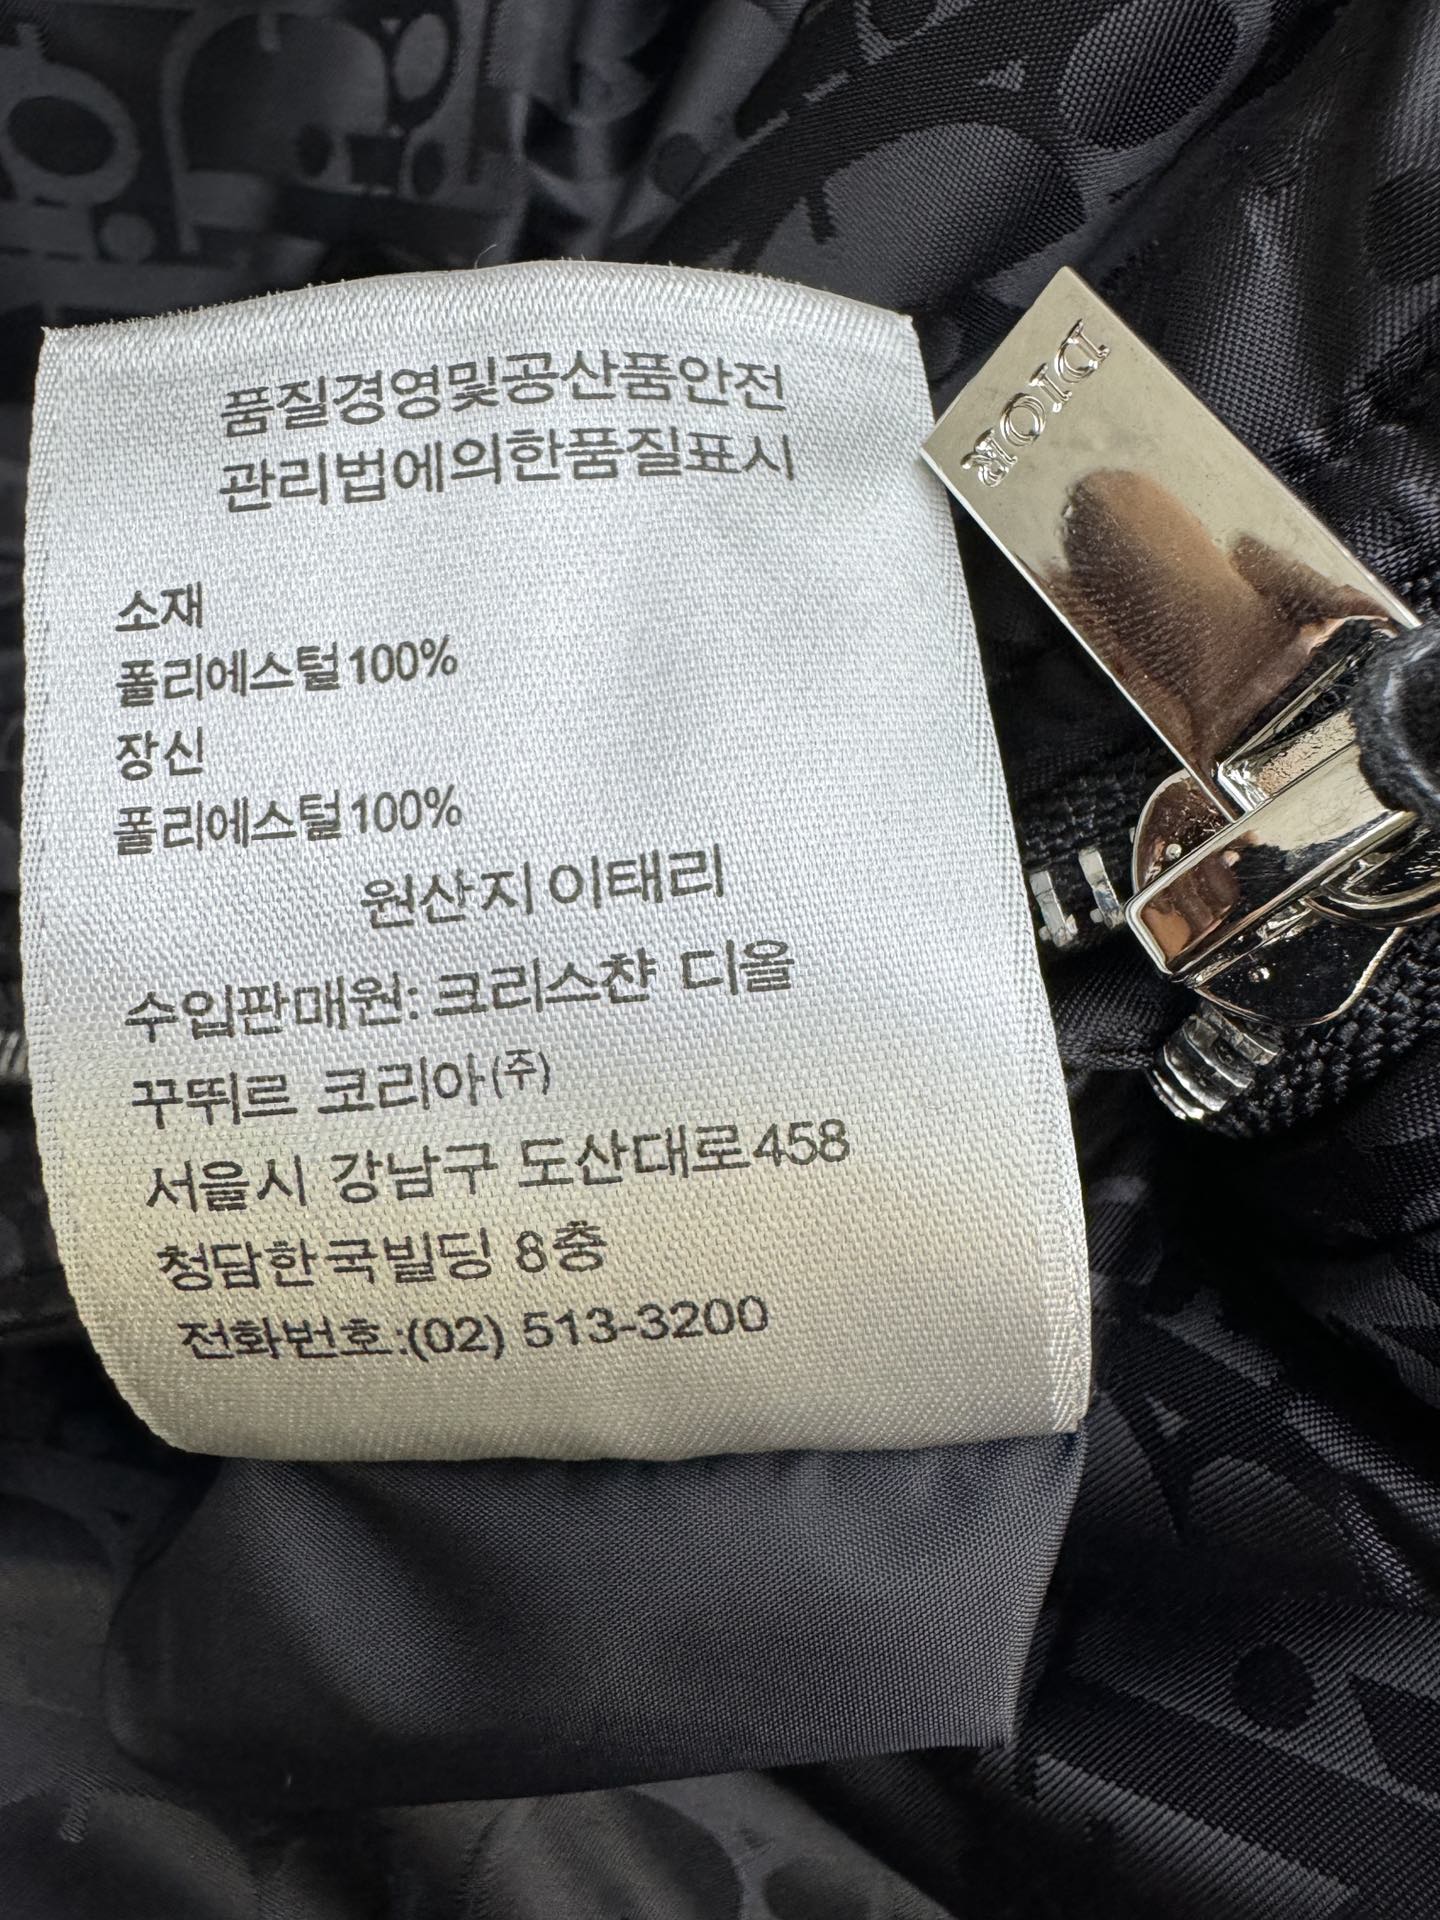 품질경영및공산품안전
관리법에의한품질표시
소재
폴리에스털100%
장신
폴리에스털100%
원산지 이태리
수입판매원: 크리스챤 디올
꾸뛰르 코리아(주)
서울시 강남구 도산대로458
청담한국빌딩 8층
전화번호:(02) 513-3200
DIOR